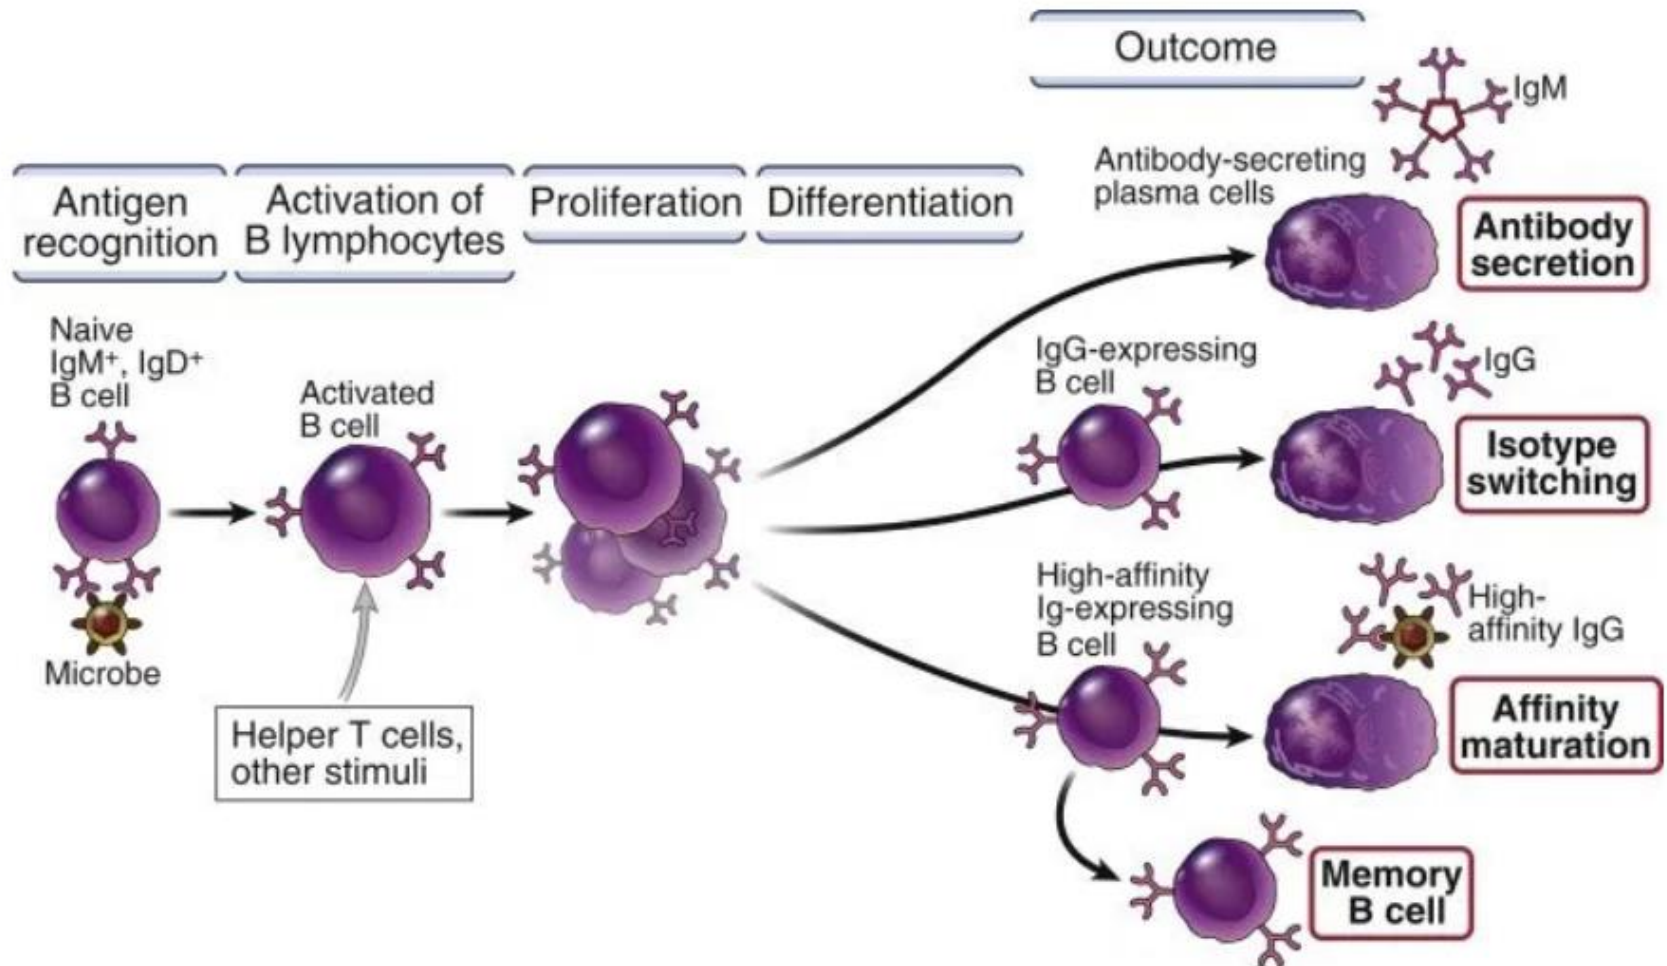 Outcome
IgM
Antibody-secreting
plasma cells
Antigen
recognition
Activation of
B lymphocytes
Proliferation
Differentiation
Antibody
secretion
Naive
IgM⁺, IgD⁺
B cell
Activated
B cell
IgG-expressing
B cell
IgG
Isotype
switching
High-affinity
Ig-expressing
B cell
High-
affinity IgG
Microbe
Helper T cells,
other stimuli
Affinity
maturation
Memory
B cell